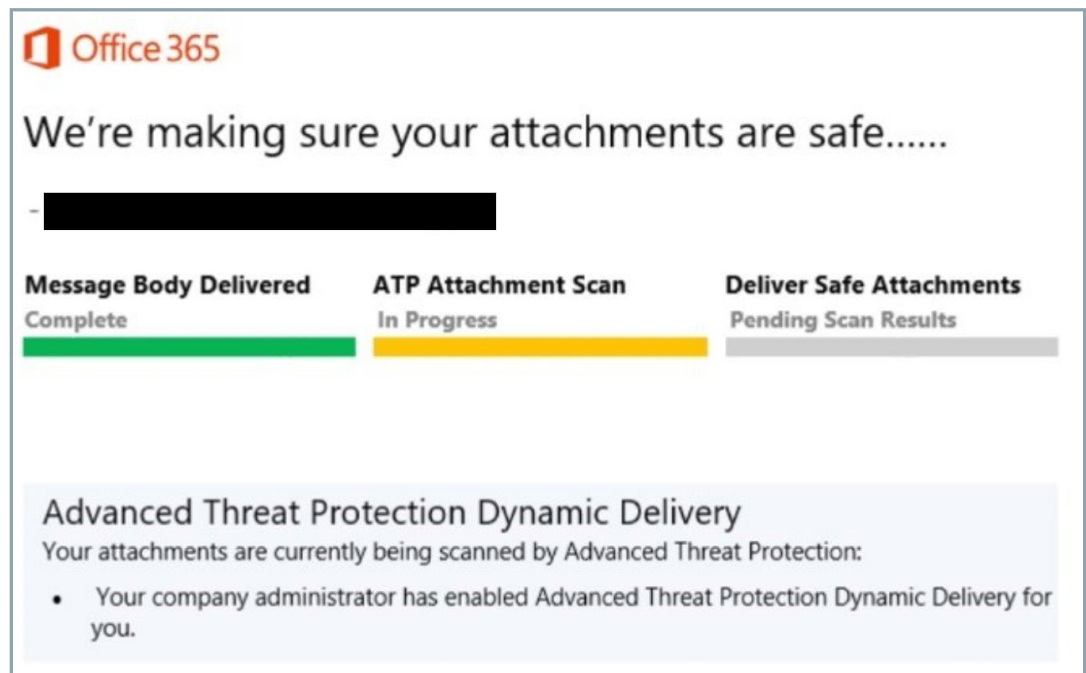 Office 365
We're making sure your attachments are safe......
-
Message Body Delivered ATP Attachment Scan Deliver Safe Attachments
Complete In Progress Pending Scan Results
Advanced Threat Protection Dynamic Delivery
Your attachments are currently being scanned by Advanced Threat Protection:
• Your company administrator has enabled Advanced Threat Protection Dynamic Delivery for
you.